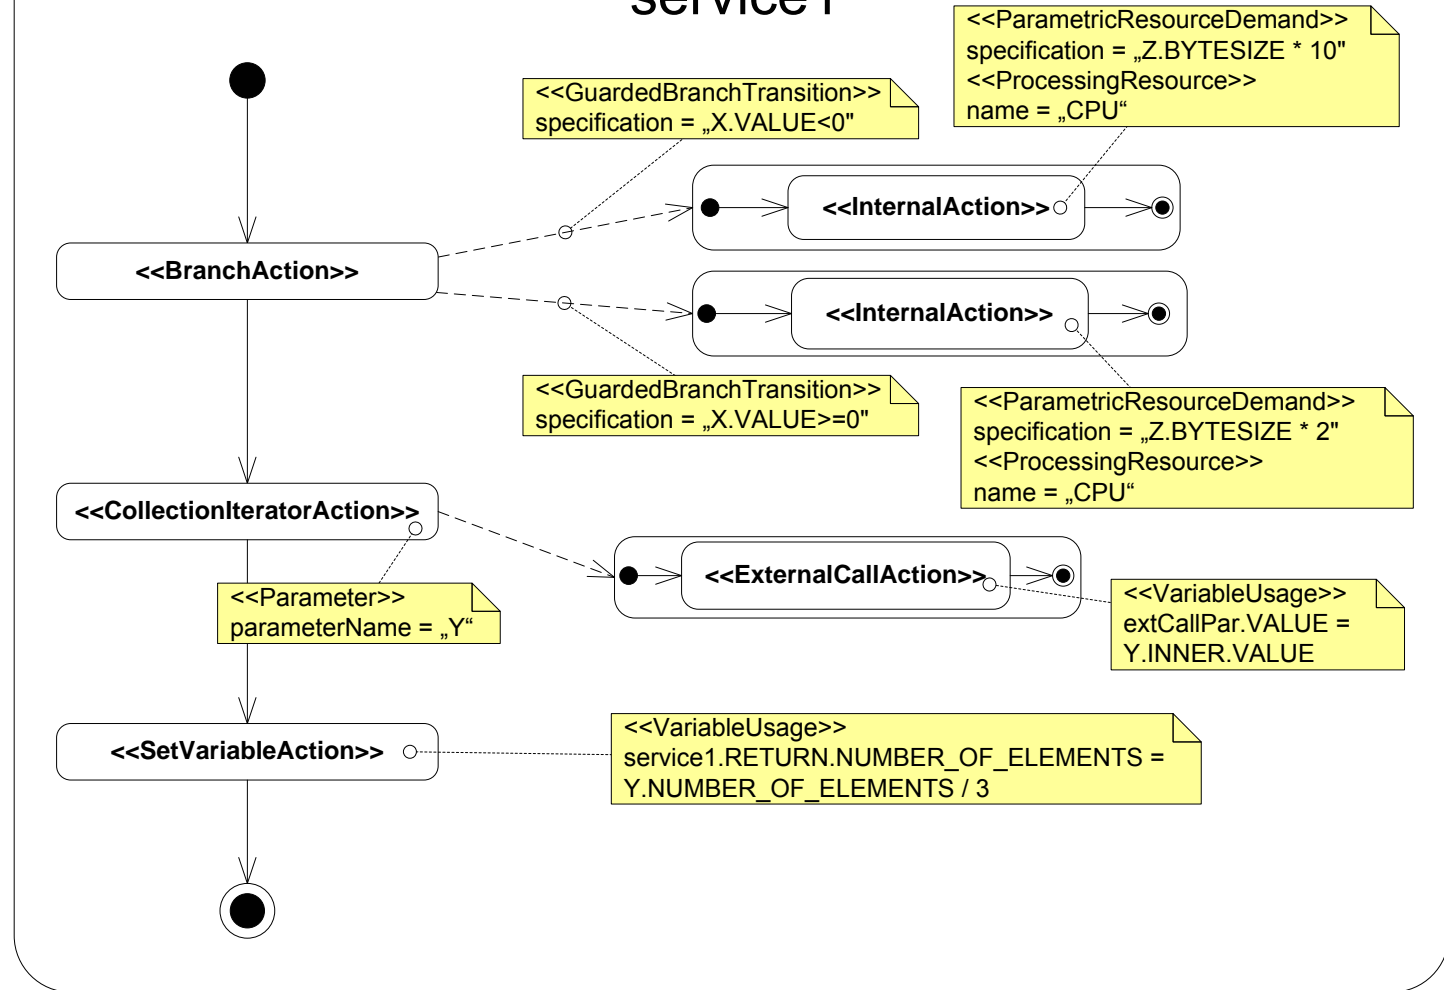 service1
<<ParametricResourceDemand>>
specification = „Z.BYTESIZE * 10"
<<ProcessingResource>>
name = „CPU“
<<GuardedBranchTransition>>
specification = „X.VALUE<0"
<<InternalAction>>
<<BranchAction>>
<<InternalAction>>
<<GuardedBranchTransition>>
specification = „X.VALUE>=0"
<<ParametricResourceDemand>>
specification = „Z.BYTESIZE * 2"
<<ProcessingResource>>
name = „CPU“
<<CollectionIteratorAction>>
<<ExternalCallAction>>
<<Parameter>>
parameterName = „Y“
<<VariableUsage>>
extCallPar.VALUE =
Y.INNER.VALUE
<<SetVariableAction>>
<<VariableUsage>>
service1.RETURN.NUMBER_OF_ELEMENTS =
Y.NUMBER_OF_ELEMENTS / 3